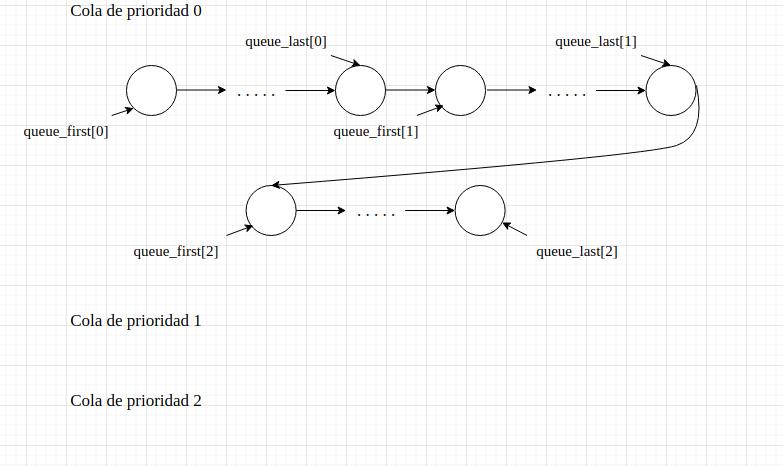 Cola de prioridad 0
queue_last[0]
queue_last[1]
. . . . .
. . . . .
queue_first[0]
queue_first[1]
. . . . .
queue_first[2]
queue_last[2]
Cola de prioridad 1
Cola de prioridad 2